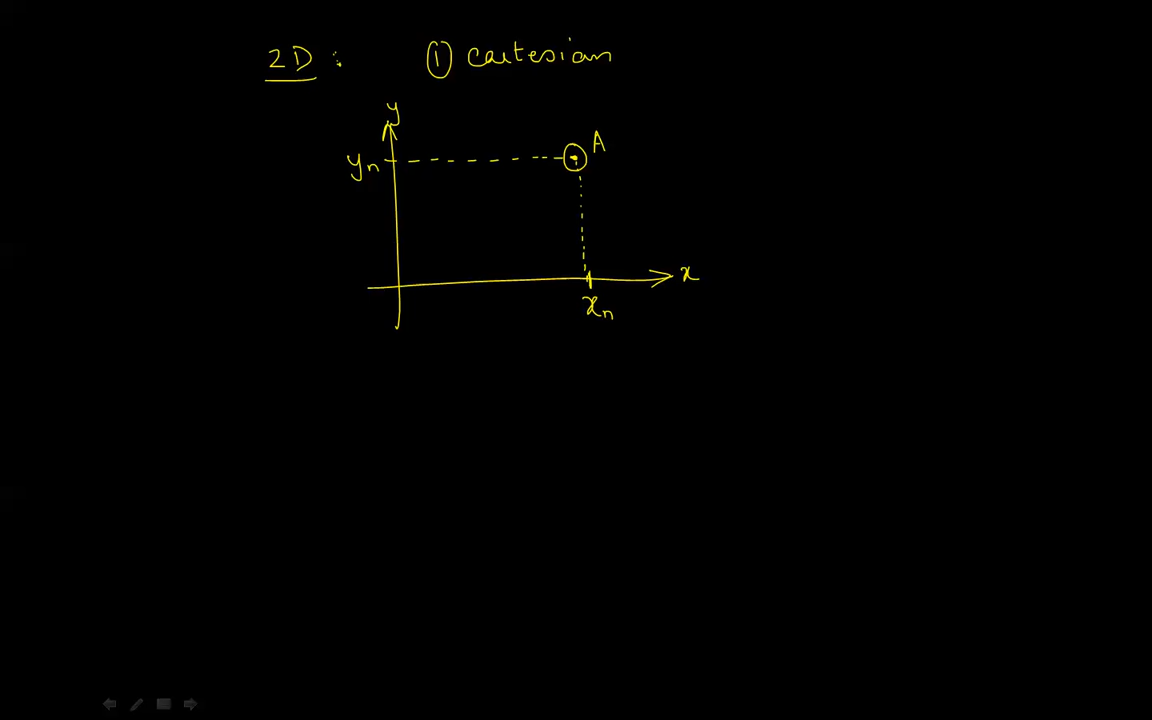 2D : ① Cartesian
y
A
yn
x
xn